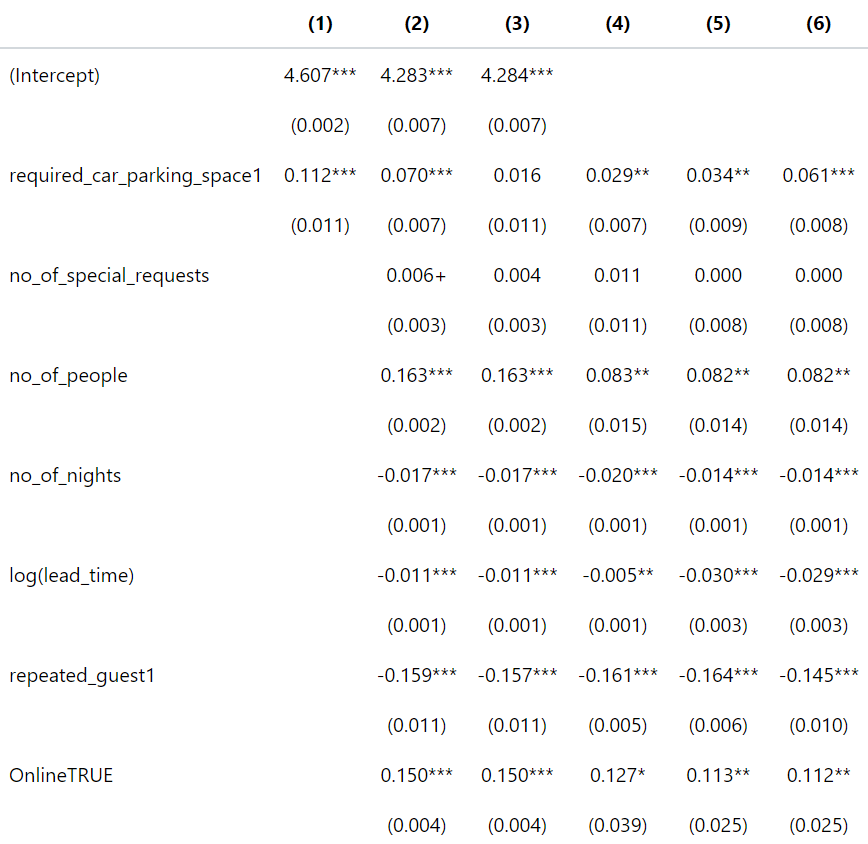 (1) (2) (3) (4) (5) (6)
(Intercept) 4.607*** 4.283*** 4.284***
(0.002) (0.007) (0.007)
required_car_parking_space1 0.112*** 0.070*** 0.016 0.029** 0.034** 0.061***
(0.011) (0.007) (0.011) (0.007) (0.009) (0.008)
no_of_special_requests 0.006+ 0.004 0.011 0.000 0.000
(0.003) (0.003) (0.011) (0.008) (0.008)
no_of_people 0.163*** 0.163*** 0.083** 0.082** 0.082**
(0.002) (0.002) (0.015) (0.014) (0.014)
no_of_nights -0.017*** -0.017*** -0.020*** -0.014*** -0.014***
(0.001) (0.001) (0.001) (0.001) (0.001)
log(lead_time) -0.011*** -0.011*** -0.005** -0.030*** -0.029***
(0.001) (0.001) (0.001) (0.003) (0.003)
repeated_guest1 -0.159*** -0.157*** -0.161*** -0.164*** -0.145***
(0.011) (0.011) (0.005) (0.006) (0.010)
OnlineTRUE 0.150*** 0.150*** 0.127* 0.113** 0.112**
(0.004) (0.004) (0.039) (0.025) (0.025)